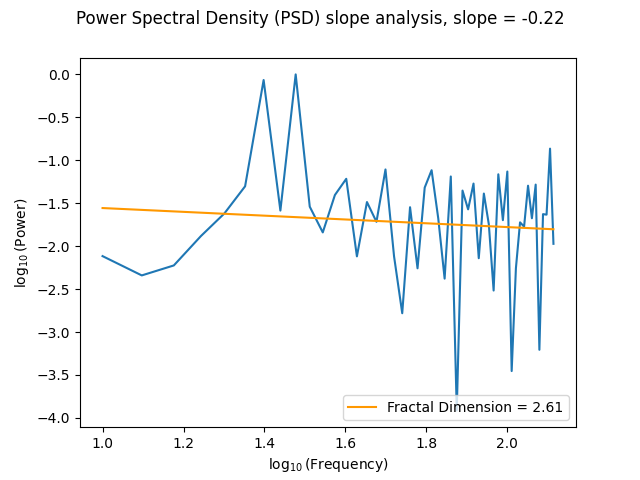 Power Spectral Density (PSD) slope analysis, slope = -0.22
log₁₀(Power)
0.0
−0.5
−1.0
−1.5
−2.0
−2.5
−3.0
−3.5
−4.0
Fractal Dimension = 2.61
1.0 1.2 1.4 1.6 1.8 2.0
log₁₀(Frequency)